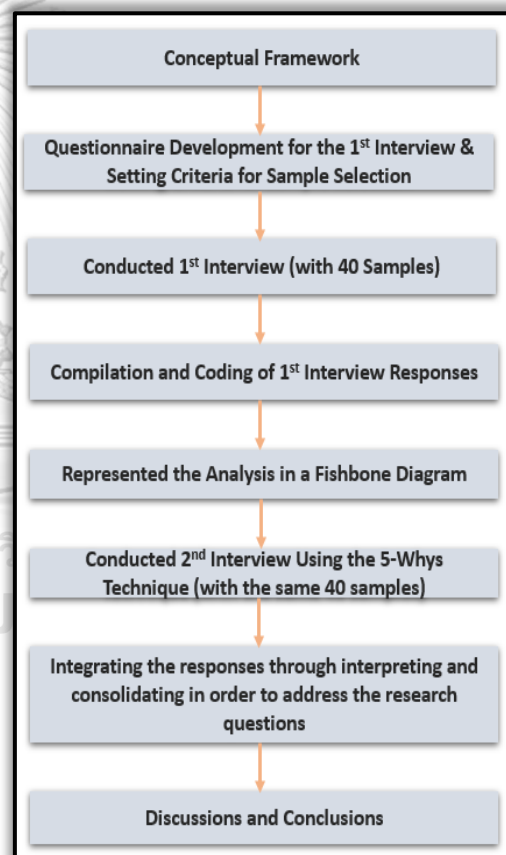 Conceptual Framework
Questionnaire Development for the 1st Interview &
Setting Criteria for Sample Selection
Conducted 1st Interview (with 40 Samples)
Compilation and Coding of 1st Interview Responses
Represented the Analysis in a Fishbone Diagram
Conducted 2nd Interview Using the 5-Whys
Technique (with the same 40 samples)
Integrating the responses through interpreting and
consolidating in order to address the research
questions
Discussions and Conclusions